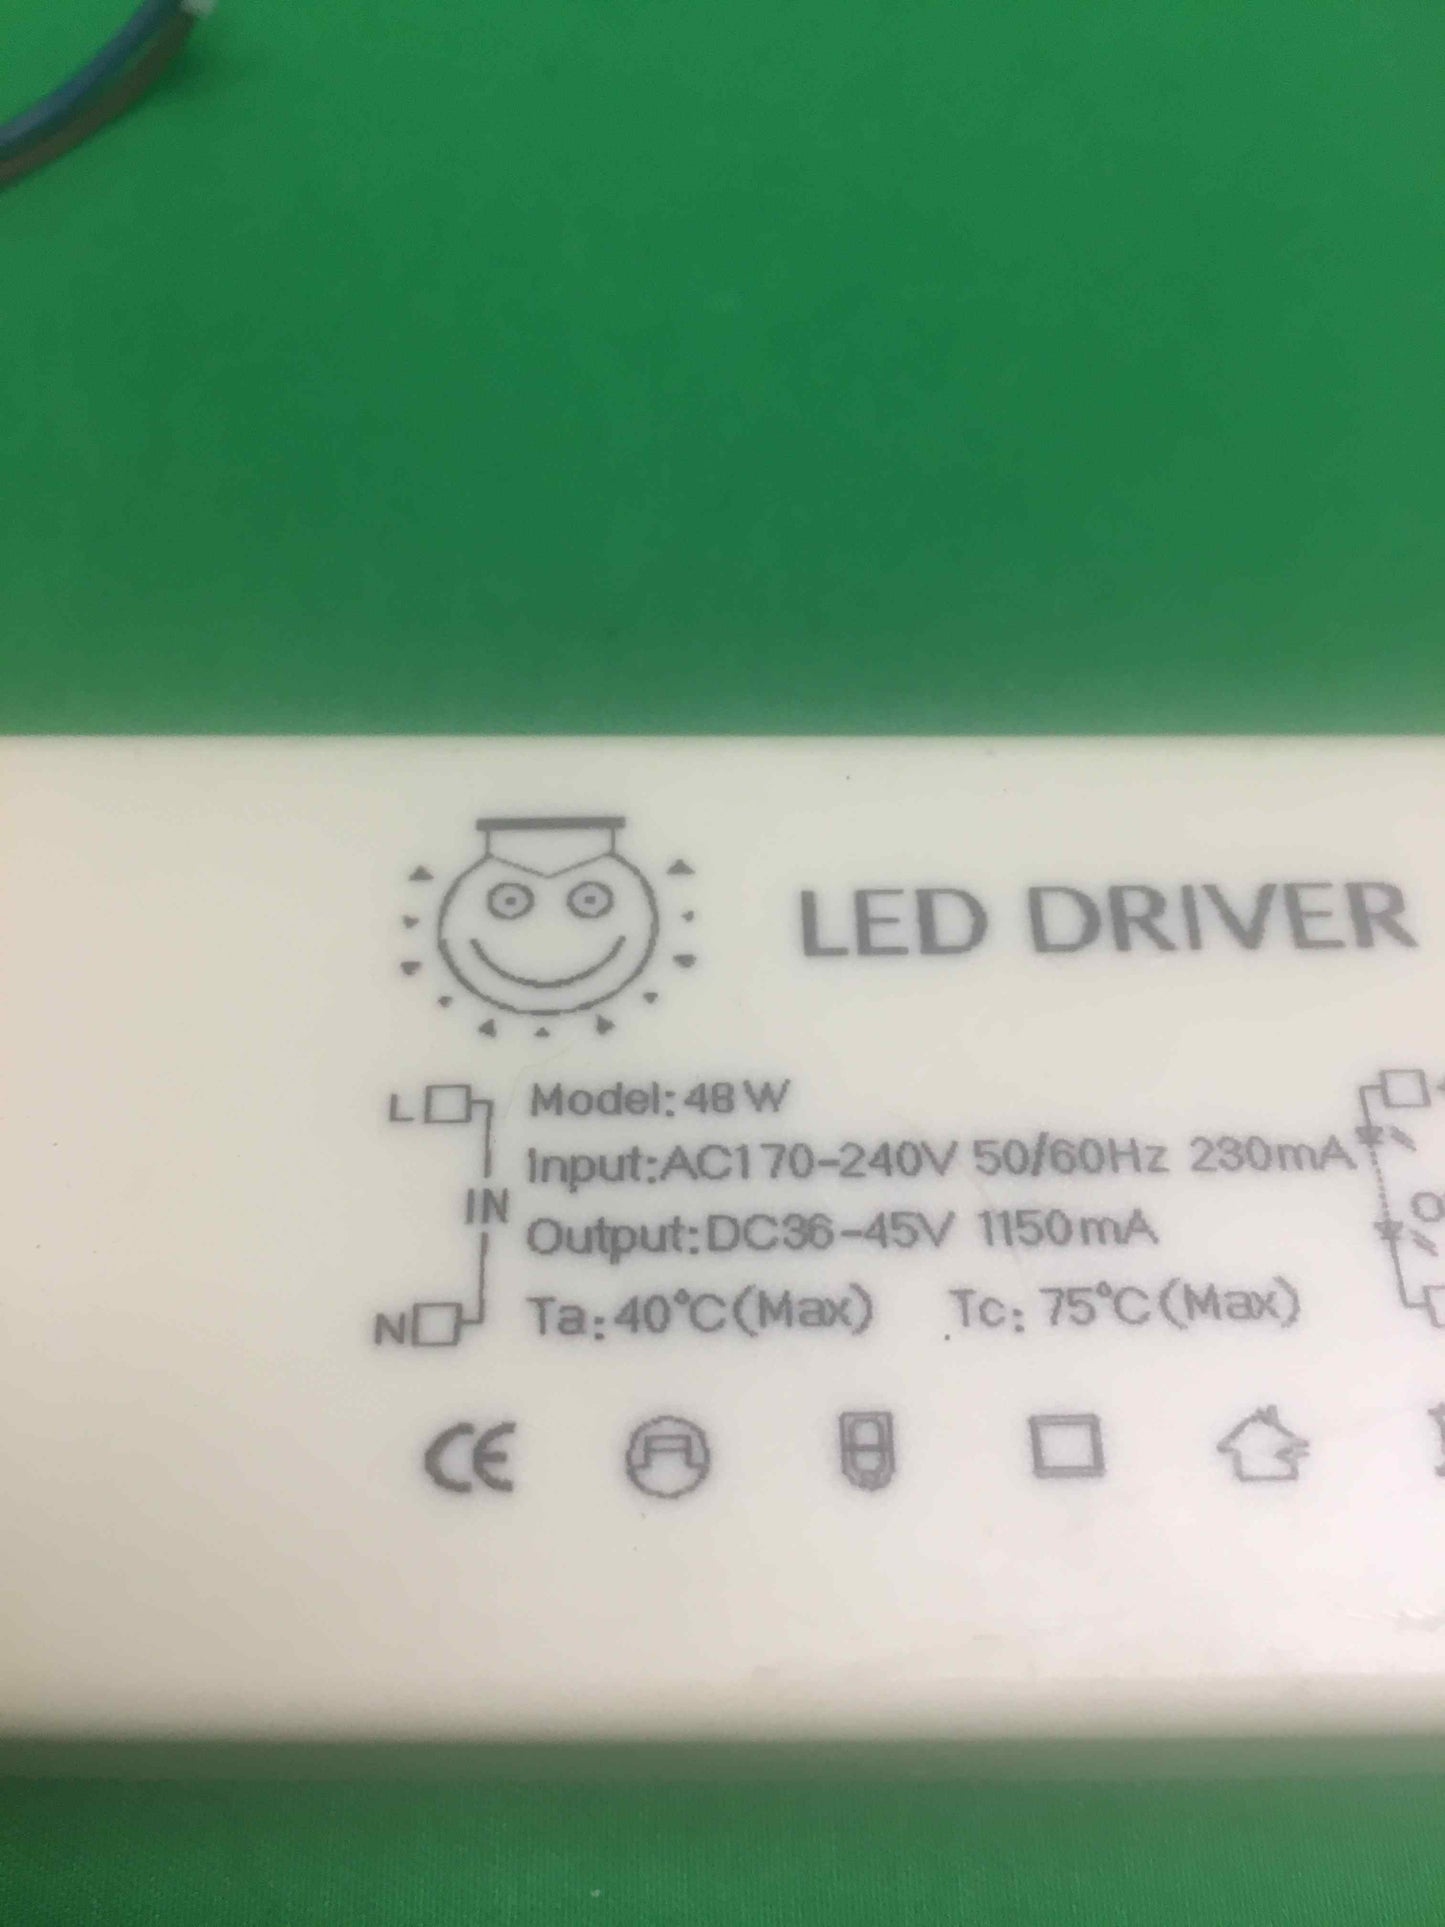 LED DRIVER
L
Model:48W
Input:AC170-240V 50/60Hz 230mA
IN
Output:DC36-45V 1150mA
N
Ta:40°C(Max) Tc: 75°C(Max)
CE